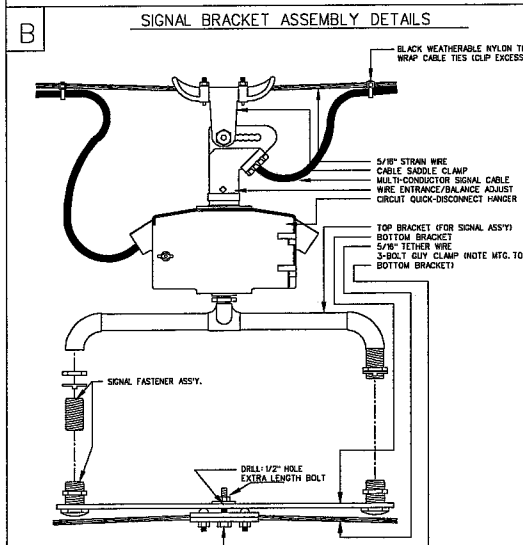 B
SIGNAL BRACKET ASSEMBLY DETAILS
BLACK WEATHERABLE NYLON
WRAP CABLE TIES (CLIP EXCESS
5/16" STRAIN WIRE
CABLE SADDLE CLAMP
MULTI-CONDUCTOR SIGNAL CABLE
WIRE ENTRANCE/BALANCE ADJUST
CIRCUIT QUICK-DISCONNECT HANGER
TOP BRACKET (FOR SIGNAL ASS'Y)
BOTTOM BRACKET
5/16" TETHER WIRE
3-BOLT GUY CLAMP (NOTE MTG. TO
BOTTOM BRACKET)
SIGNAL FASTENER ASS'Y.
DRILL: 1/2" HOLE
EXTRA LENGTH BOLT